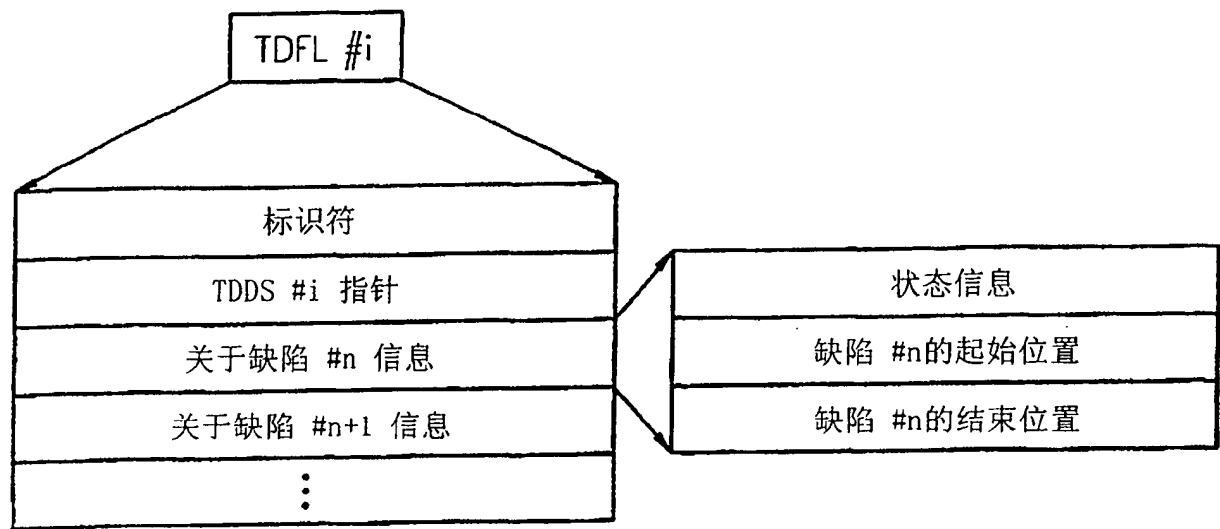 TDFL #i
标识符
TDDS #i 指针
关于缺陷 #n 信息
关于缺陷 #n+1 信息
⋮
状态信息
缺陷 #n的起始位置
缺陷 #n的结束位置